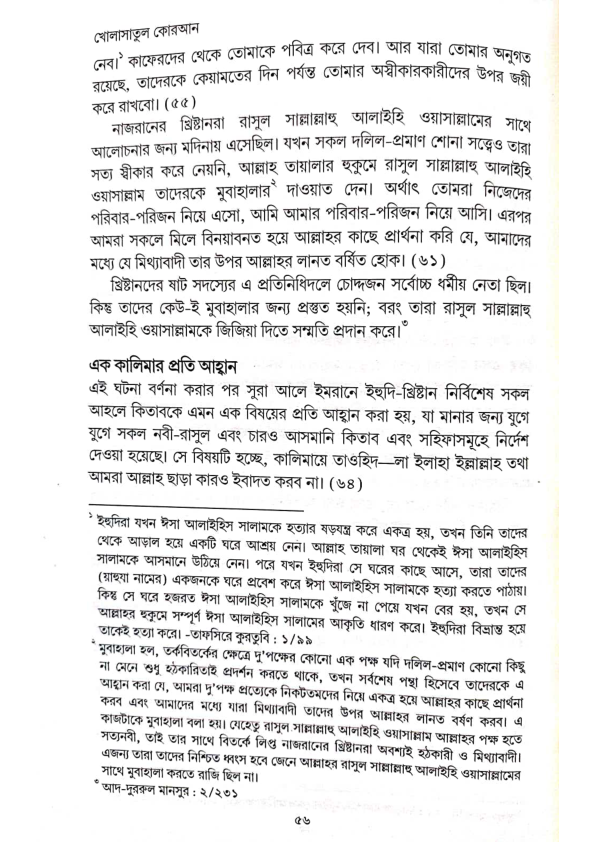 খোলাসাতুল কোরআন
নেব।১ কাফেরদের থেকে তোমাকে পবিত্র করে দেব। আর যারা তোমার অনুগত
রয়েছে, তাদেরকে কেয়ামতের দিন পর্যন্ত তোমার অস্বীকারকারীদের উপর জয়ী
করে রাখবো। (৫৫)
নাজরানের খ্রিষ্টানরা রাসুল সাল্লাল্লাহু আলাইহি ওয়াসাল্লামের সাথে
আলোচনার জন্য মদিনায় এসেছিল। যখন সকল দলিল-প্রমাণ শোনা সত্ত্বেও তারা
সত্য স্বীকার করে নেয়নি, আল্লাহ তায়ালার হুকুমে রাসুল সাল্লাল্লাহু আলাইহি
ওয়াসাল্লাম তাদেরকে মুবাহালার২ দাওয়াত দেন। অর্থাৎ তোমরা নিজেদের
পরিবার-পরিজন নিয়ে এসো, আমি আমার পরিবার-পরিজন নিয়ে আসি। এরপর
আমরা সকলে মিলে বিনয়াবনত হয়ে আল্লাহর কাছে প্রার্থনা করি যে, আমাদের
মধ্যে যে মিথ্যাবাদী তার উপর আল্লাহর লানত বর্ষিত হোক। (৬১)
খ্রিষ্টানদের ষাট সদস্যের এ প্রতিনিধিদলে চোদ্দজন সর্বোচ্চ ধর্মীয় নেতা ছিল।
কিন্তু তাদের কেউ-ই মুবাহালার জন্য প্রস্তুত হয়নি; বরং তারা রাসুল সাল্লাল্লাহু
আলাইহি ওয়াসাল্লামকে জিজিয়া দিতে সম্মতি প্রদান করে।৩
এক কালিমার প্রতি আহ্বান
এই ঘটনা বর্ণনা করার পর সুরা আলে ইমরানে ইহুদি-খ্রিষ্টান নির্বিশেষ সকল
আহলে কিতাবকে এমন এক বিষয়ের প্রতি আহ্বান করা হয়, যা মানার জন্য যুগে
যুগে সকল নবী-রাসুল এবং চারও আসমানি কিতাব এবং সহিফাসমূহে নির্দেশ
দেওয়া হয়েছে। সে বিষয়টি হচ্ছে, কালিমায়ে তাওহিদ—লা ইলাহা ইল্লাল্লাহ তথা
আমরা আল্লাহ ছাড়া কারও ইবাদত করব না। (৬৪)
১ ইহুদিরা যখন ঈসা আলাইহিস সালামকে হত্যার ষড়যন্ত্র করে একত্র হয়, তখন তিনি তাদের
থেকে আড়াল হয়ে একটি ঘরে আশ্রয় নেন। আল্লাহ তায়ালা ঘর থেকেই ঈসা আলাইহিস
সালামকে আসমানে উঠিয়ে নেন। পরে যখন ইহুদিরা সে ঘরের কাছে আসে, তারা তাদের
(য়াহুযা নামের) একজনকে ঘরে প্রবেশ করে ঈসা আলাইহিস সালামকে হত্যা করতে পাঠায়।
কিন্তু সে ঘরে হজরত ঈসা আলাইহিস সালামকে খুঁজে না পেয়ে যখন বের হয়, তখন সে
আল্লাহর হুকুমে সম্পূর্ণ ঈসা আলাইহিস সালামের আকৃতি ধারণ করে। ইহুদিরা বিভ্রান্ত হয়ে
তাকেই হত্যা করে। -তাফসিরে কুরতুবি : ১/৯৯
২ মুবাহালা হল, তর্কবিতর্কের ক্ষেত্রে দু'পক্ষের কোনো এক পক্ষ যদি দলিল-প্রমাণ কোনো কিছু
না মেনে শুধু হঠকারিতাই প্রদর্শন করতে থাকে, তখন সর্বশেষ পন্থা হিসেবে তাদেরকে এ
আহ্বান করা যে, আমরা দু'পক্ষ প্রত্যেকে নিকটতমদের নিয়ে একত্র হয়ে আল্লাহর কাছে প্রার্থনা
করব এবং আমাদের মধ্যে যারা মিথ্যাবাদী তাদের উপর আল্লাহর লানত বর্ষণ করব। এ
কাজটাকে মুবাহালা বলা হয়। যেহেতু রাসুল সাল্লাল্লাহু আলাইহি ওয়াসাল্লাম আল্লাহর পক্ষ হতে
সত্যনবী, তাই তার সাথে বিতর্কে লিপ্ত নাজরানের খ্রিষ্টানরা অবশ্যই হঠকারী ও মিথ্যাবাদী।
এজন্য তারা তাদের নিশ্চিত ধ্বংস হবে জেনে আল্লাহর রাসুল সাল্লাল্লাহু আলাইহি ওয়াসাল্লামের
সাথে মুবাহালা করতে রাজি ছিল না।
৩ আদ-দুররুল মানসুর : ২/২৩১
৫৬